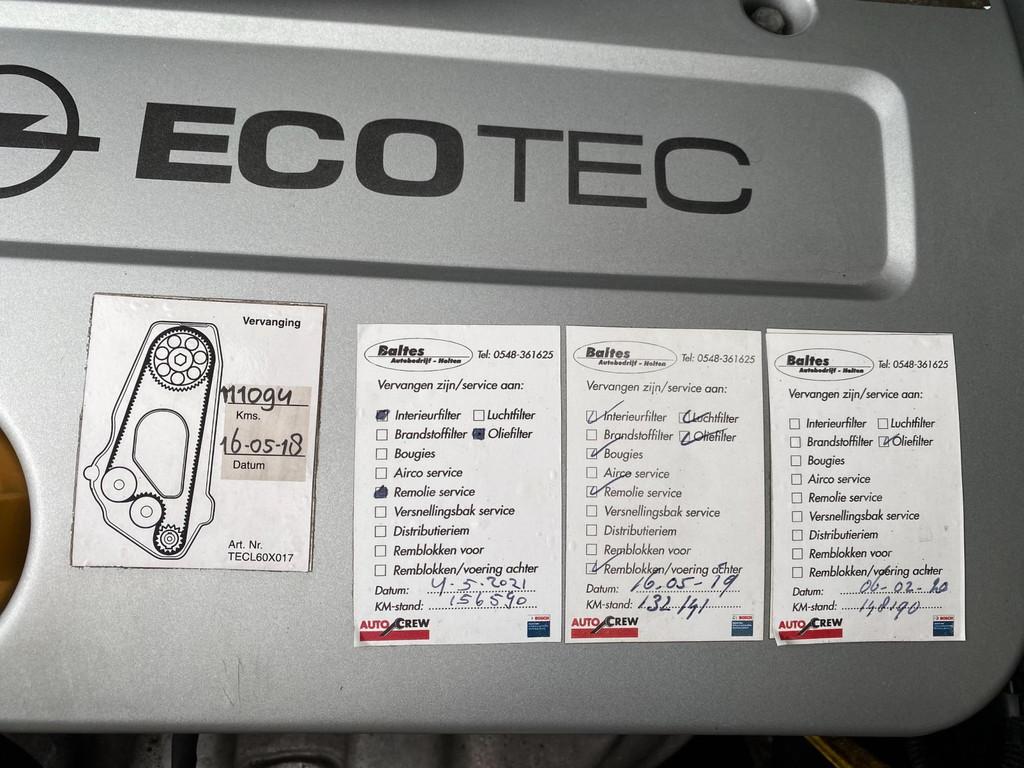 ECOTEC
Vervanging
111094
Kms.
16-05-18
Datum
Art. Nr.
TECL60X017
Baltes
Autobedrijf - Holten
Tel: 0548-361625
Vervangen zijn/service aan:
Interieurfilter Luchtfilter
Brandstoffilter Oliefilter
Bougies
Airco service
Remolie service
Versnellingsbak service
Distributieriem
Remblokken voor
Remblokken/voering achter
Datum: 4-5-2021
KM-stand: 156590
AUTO CREW
BOSCH
Baltes
Autobedrijf - Holten
Tel: 0548-361625
Vervangen zijn/service aan:
Interieurfilter Luchtfilter
Brandstoffilter Oliefilter
Bougies
Airco service
Remolie service
Versnellingsbak service
Distributieriem
Remblokken voor
Remblokken/voering achter
Datum: 16.05-19
KM-stand: 132141
AUTO CREW
BOSCH
Baltes
Autobedrijf - Holten
Tel: 0548-361625
Vervangen zijn/service aan:
Interieurfilter Luchtfilter
Brandstoffilter Oliefilter
Bougies
Airco service
Remolie service
Versnellingsbak service
Distributieriem
Remblokken voor
Remblokken/voering achter
Datum: 06-02-20
KM-stand: 148190
AUTO CREW
BOSCH